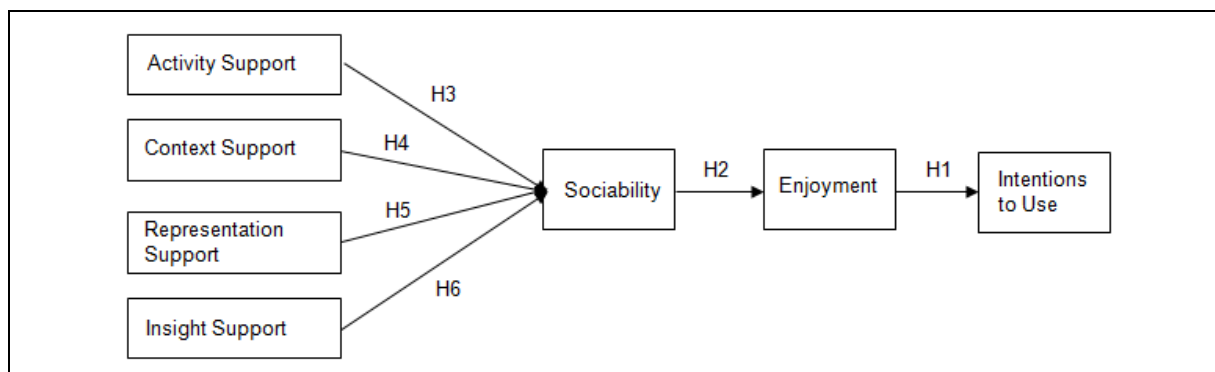 Activity Support
H3
Context Support
H4
Sociability
H2
Enjoyment
H1
Intentions
to Use
Representation
Support
H5
Insight Support
H6